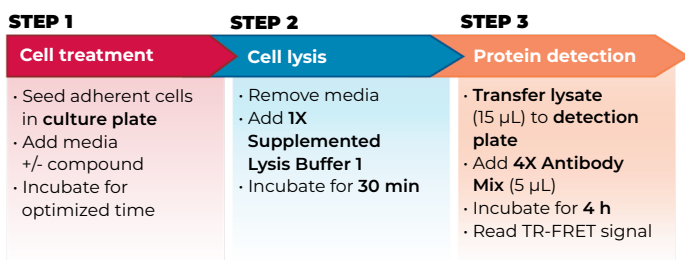 STEP 1
Cell treatment
· Seed adherent cells
in culture plate
· Add media
+/- compound
· Incubate for
optimized time
STEP 2
Cell lysis
· Remove media
· Add 1X
Supplemented
Lysis Buffer 1
· Incubate for 30 min
STEP 3
Protein detection
· Transfer lysate
(15 µL) to detection
plate
· Add 4X Antibody
Mix (5 µL)
· Incubate for 4 h
· Read TR-FRET signal